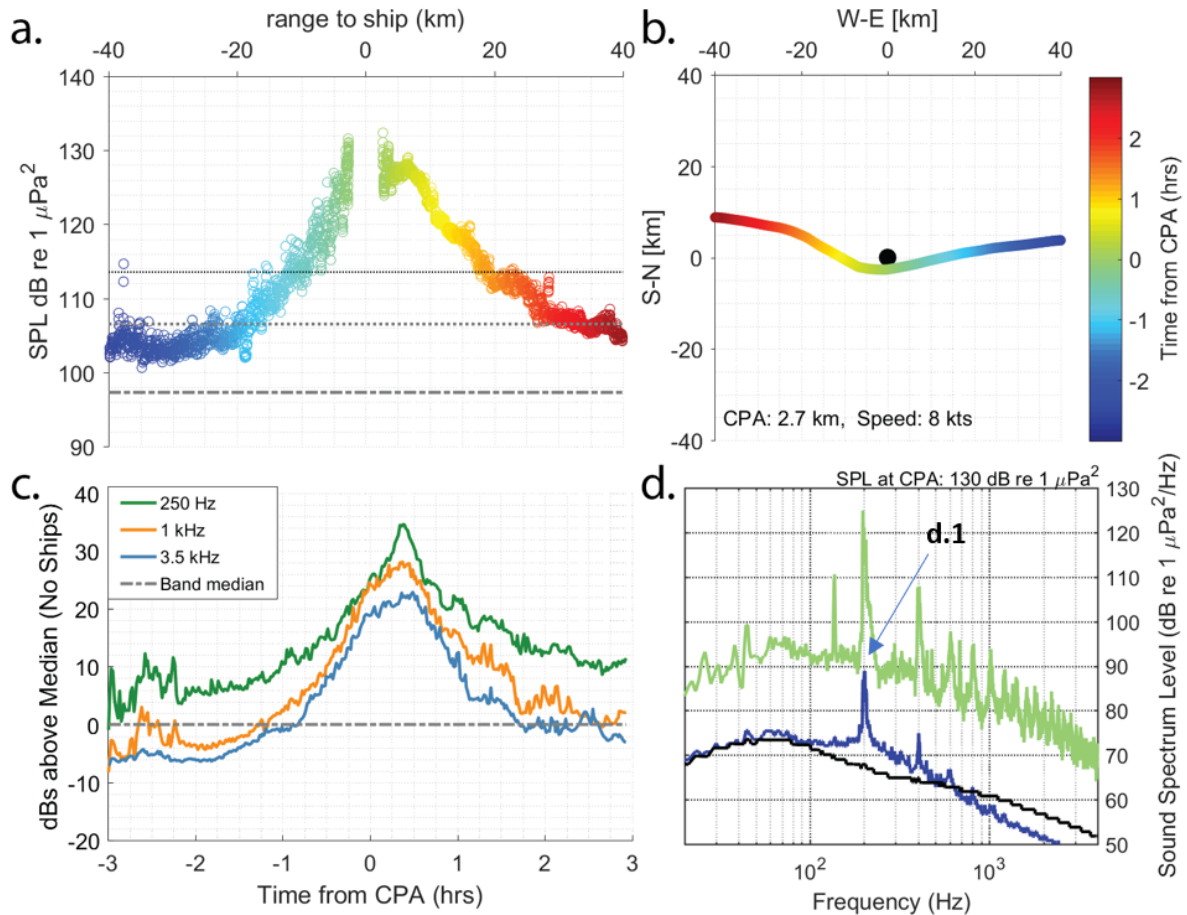 a.
range to ship (km)
-40 -20 0 20 40
140
130
120
110
100
90
SPL dB re 1 μPa²
b.
W-E [km]
-40 -20 0 20 40
40
20
0
-20
-40
S-N [km]
CPA: 2.7 km, Speed: 8 kts
2
1
0
-1
-2
Time from CPA (hrs)
c.
250 Hz
1 kHz
3.5 kHz
Band median
40
30
20
10
0
-10
-20
dBs above Median (No Ships)
-3 -2 -1 0 1 2 3
Time from CPA (hrs)
d.
SPL at CPA: 130 dB re 1 μPa²
d.1
130
120
110
100
90
80
70
60
50
Sound Spectrum Level (dB re 1 μPa²/Hz)
10² 10³
Frequency (Hz)